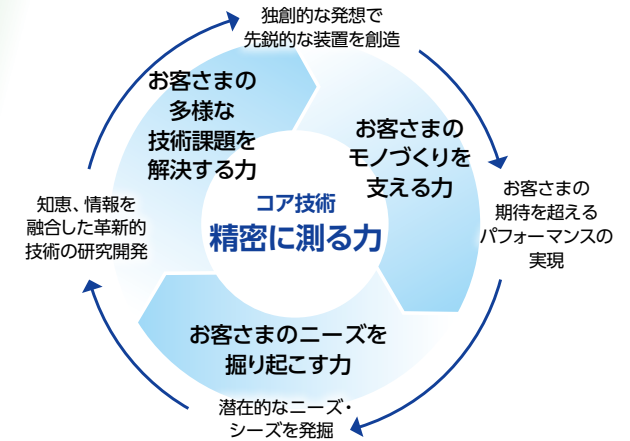 独創的な発想で
先鋭的な装置を創造
お客さまの
多様な
技術課題を
解決する力
お客さまの
モノづくりを
支える力
お客さまの
期待を超える
パフォーマンスの
実現
知恵、情報を
融合した革新的
技術の研究開発
コア技術
精密に測る力
お客さまのニーズを
掘り起こす力
潜在的なニーズ・
シーズを発掘